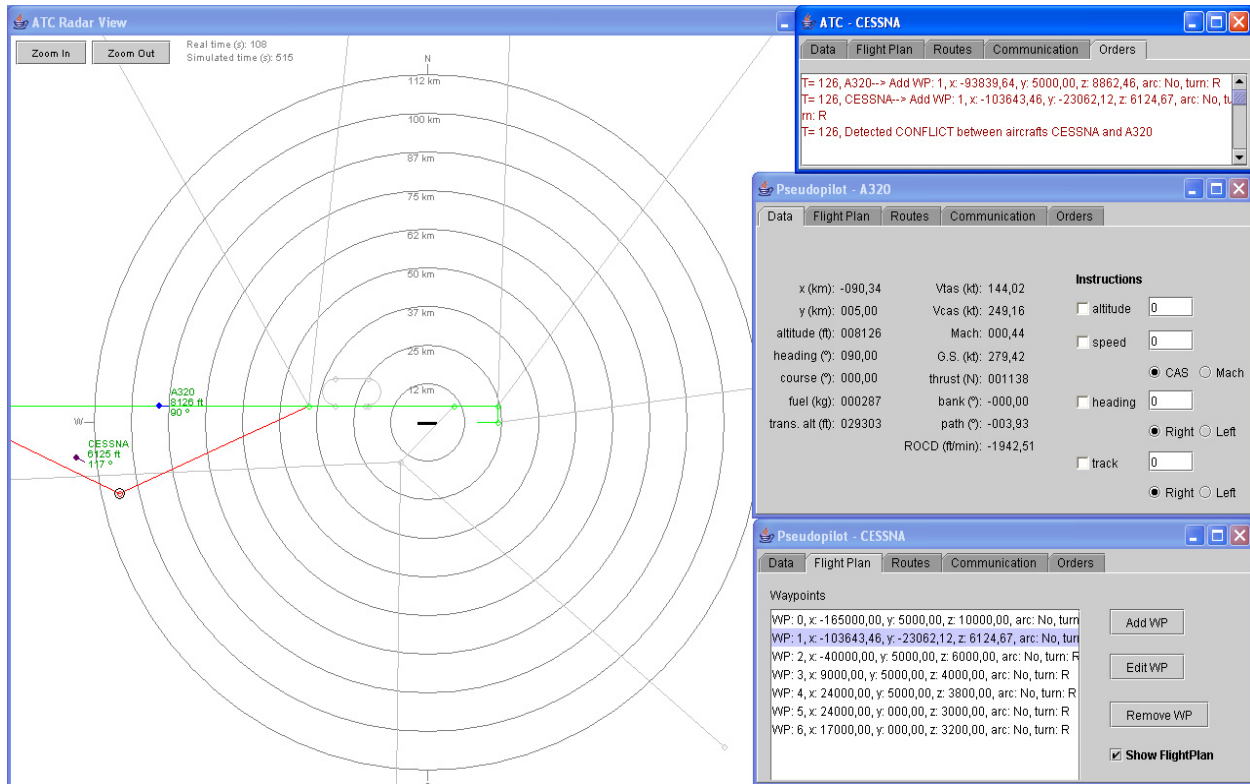 ATC Radar View
Zoom In
Zoom Out
Real time (s): 108
Simulated time (s): 515
N
112 km
100 km
87 km
75 km
62 km
50 km
37 km
25 km
12 km
A320
8126 ft
90 º
W
CESSNA
6125 ft
117 º
ATC - CESSNA
Data
Flight Plan
Routes
Communication
Orders
T= 126, A320--> Add WP: 1, x: -93839,64, y: 5000,00, z: 8862,46, arc: No, turn: R
T= 126, CESSNA--> Add WP: 1, x: -103643,46, y: -23062,12, z: 6124,67, arc: No, tu
rn: R
T= 126, Detected CONFLICT between aircrafts CESSNA and A320
Pseudopilot - A320
Data
Flight Plan
Routes
Communication
Orders
x (km): -090,34
Vtas (kt): 144,02
y (km): 005,00
Vcas (kt): 249,16
altitude (ft): 008126
Mach: 000,44
heading (º): 090,00
G.S. (kt): 279,42
course (º): 000,00
thrust (N): 001138
fuel (kg): 000287
bank (º): -000,00
trans. alt (ft): 029303
path (º): -003,93
ROCD (ft/min): -1942,51
Instructions
altitude 0
speed 0
CAS Mach
heading 0
Right Left
track 0
Right Left
Pseudopilot - CESSNA
Data
Flight Plan
Routes
Communication
Orders
Waypoints
WP: 0, x: -165000,00, y: 5000,00, z: 10000,00, arc: No, turn
WP: 1, x: -103643,46, y: -23062,12, z: 6124,67, arc: No, turn
WP: 2, x: -40000,00, y: 5000,00, z: 6000,00, arc: No, turn: R
WP: 3, x: 9000,00, y: 5000,00, z: 4000,00, arc: No, turn: R
WP: 4, x: 24000,00, y: 5000,00, z: 3800,00, arc: No, turn: R
WP: 5, x: 24000,00, y: 000,00, z: 3000,00, arc: No, turn: R
WP: 6, x: 17000,00, y: 000,00, z: 3200,00, arc: No, turn: R
Add WP
Edit WP
Remove WP
Show FlightPlan